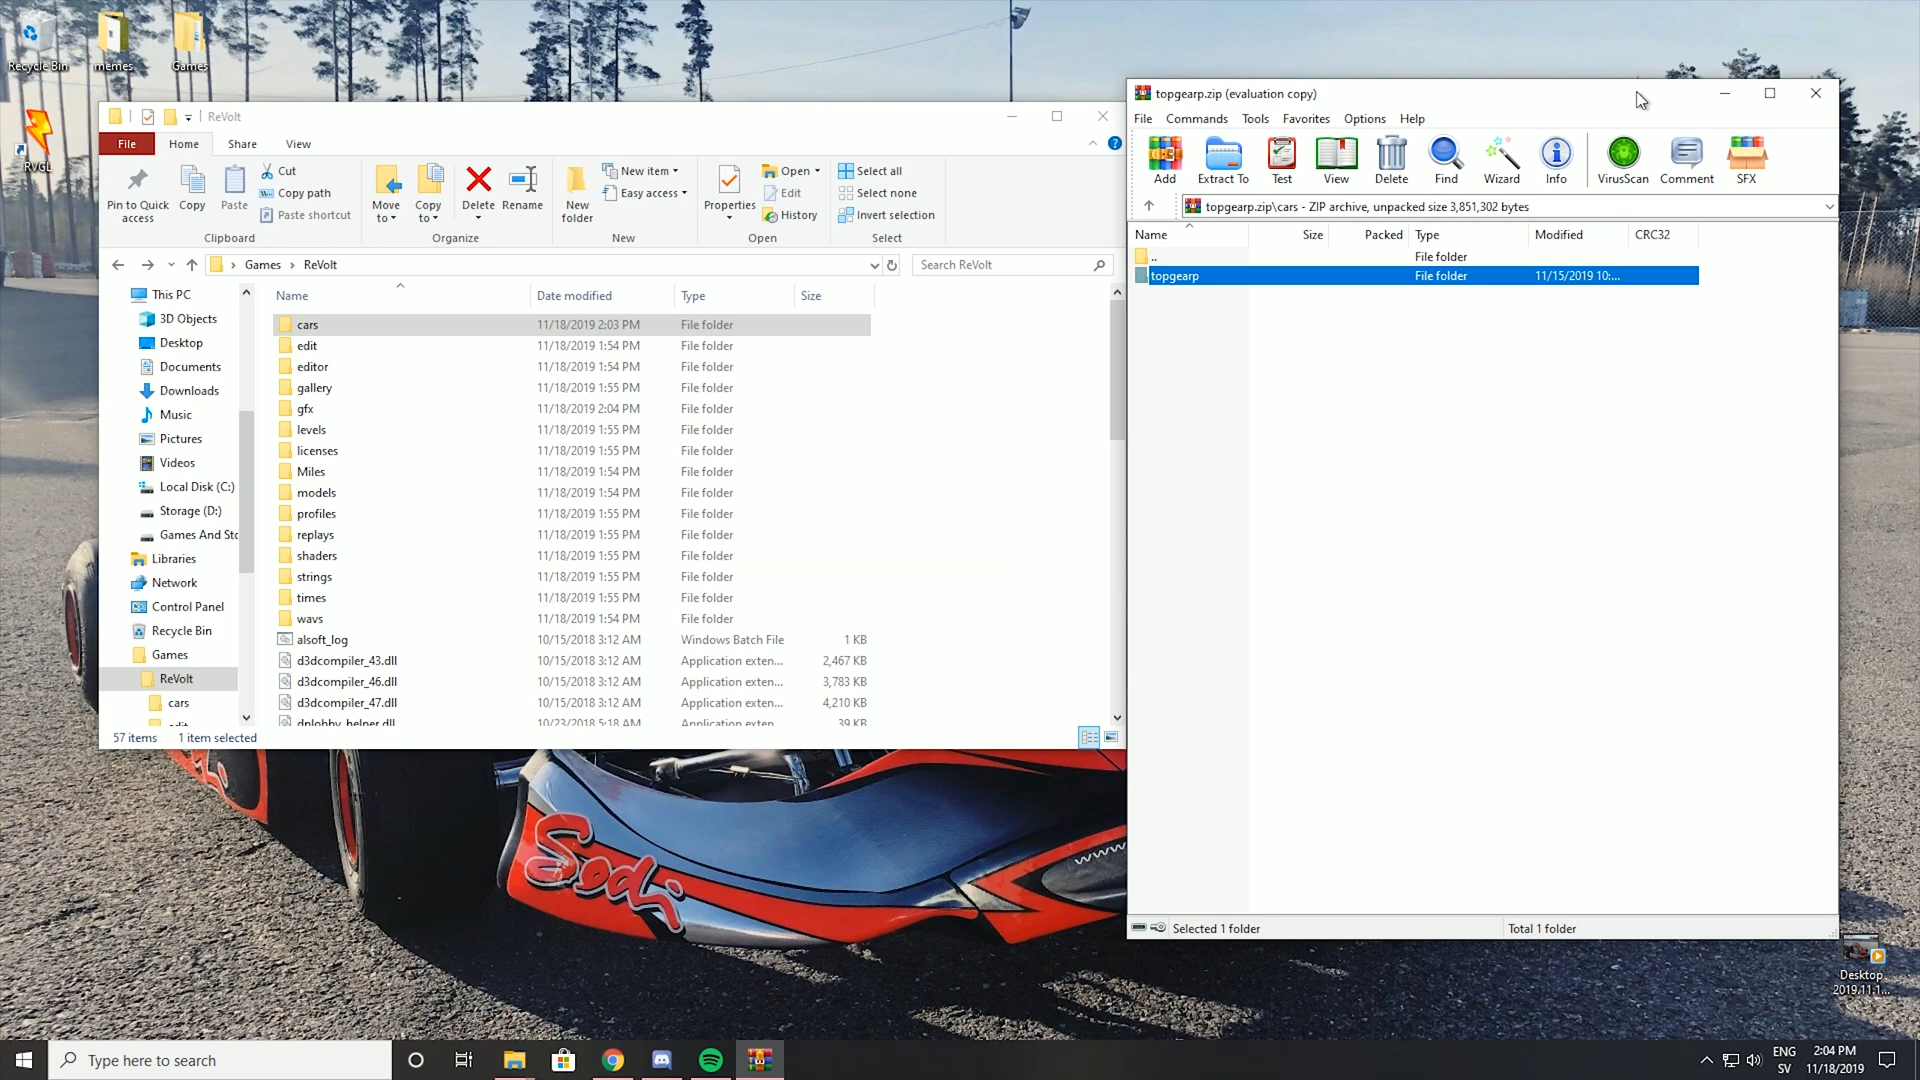 Recycle Bin
memes
Games
RVGL
ReVolt
File
Home
Share
View
Pin to Quick access
Copy
Paste
Cut
Copy path
Paste shortcut
Clipboard
Move to
Copy to
Delete
Rename
Organize
New folder
New item
Easy access
New
Properties
Open
Edit
History
Open
Select all
Select none
Invert selection
Select
Games
ReVolt
Search ReVolt
This PC
3D Objects
Desktop
Documents
Downloads
Music
Pictures
Videos
Local Disk (C:)
Storage (D:)
Games And Sto
Libraries
Network
Control Panel
Recycle Bin
Games
ReVolt
cars
edit
Name Date modified Type Size
cars 11/18/2019 2:03 PM File folder
edit 11/18/2019 1:54 PM File folder
editor 11/18/2019 1:54 PM File folder
gallery 11/18/2019 1:55 PM File folder
gfx 11/18/2019 2:04 PM File folder
levels 11/18/2019 1:55 PM File folder
licenses 11/18/2019 1:55 PM File folder
Miles 11/18/2019 1:54 PM File folder
models 11/18/2019 1:54 PM File folder
profiles 11/18/2019 1:55 PM File folder
replays 11/18/2019 1:55 PM File folder
shaders 11/18/2019 1:55 PM File folder
strings 11/18/2019 1:55 PM File folder
times 11/18/2019 1:55 PM File folder
wavs 11/18/2019 1:54 PM File folder
alsoft_log 10/15/2018 3:12 AM Windows Batch File 1 KB
d3dcompiler_43.dll 10/15/2018 3:12 AM Application exten... 2,467 KB
d3dcompiler_46.dll 10/15/2018 3:12 AM Application exten... 3,783 KB
d3dcompiler_47.dll 10/15/2018 3:12 AM Application exten... 4,210 KB
dplobby_helper.dll 10/23/2018 5:18 AM Application exten... 39 KB
57 items 1 item selected
topgearp.zip (evaluation copy)
File Commands Tools Favorites Options Help
Add Extract To Test View Delete Find Wizard Info VirusScan Comment SFX
topgearp.zip\cars - ZIP archive, unpacked size 3,851,302 bytes
Name Size Packed Type Modified CRC32
.. File folder
topgearp File folder 11/15/2019 10:...
Selected 1 folder Total 1 folder
Sodi
Desktop
2019.11.1...
Type here to search
ENG
SV
2:04 PM
11/18/2019